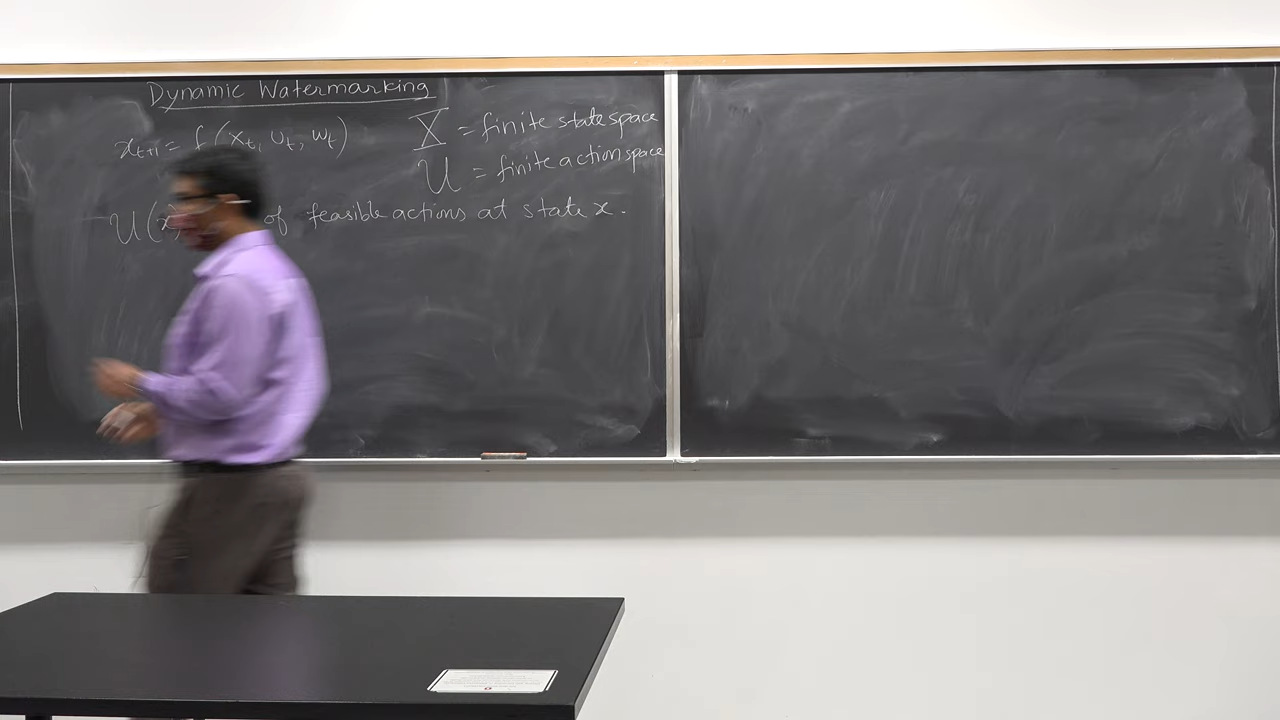 Dynamic Watermarking
x_{t+1} = f(x_t, u_t, w_t)
X = finite state space
U = finite action space
U(x) of feasible actions at state x.